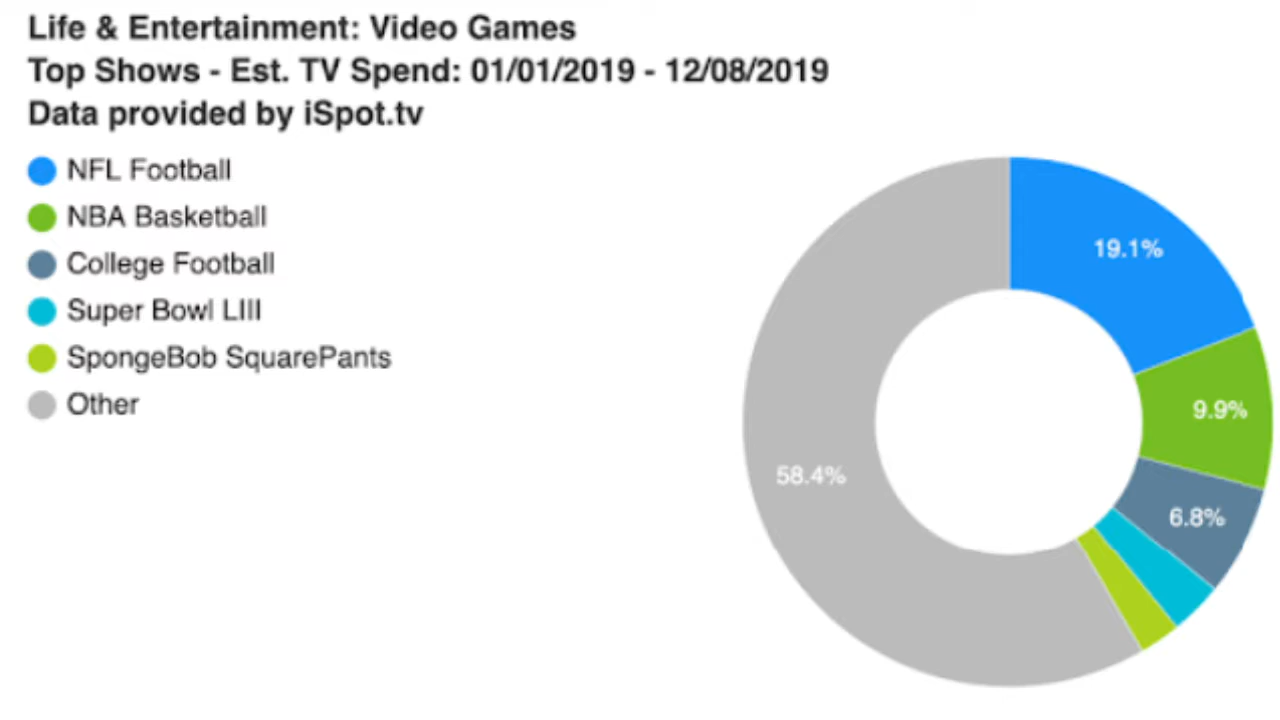 Life & Entertainment: Video Games
Top Shows - Est. TV Spend: 01/01/2019 - 12/08/2019
Data provided by iSpot.tv
NFL Football
NBA Basketball
College Football
Super Bowl LIII
SpongeBob SquarePants
Other
19.1%
9.9%
6.8%
58.4%